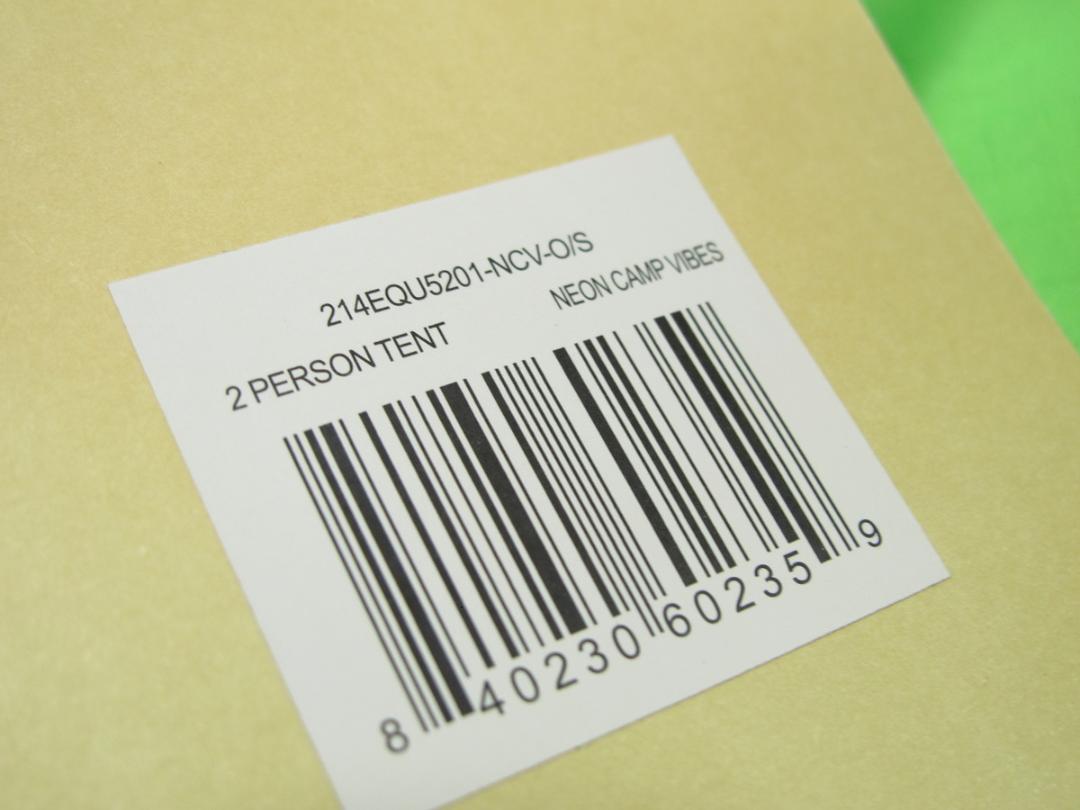 214EQU5201-NCV-O/S
2 PERSON TENT NEON CAMP VIBES
8 40230 60235 9